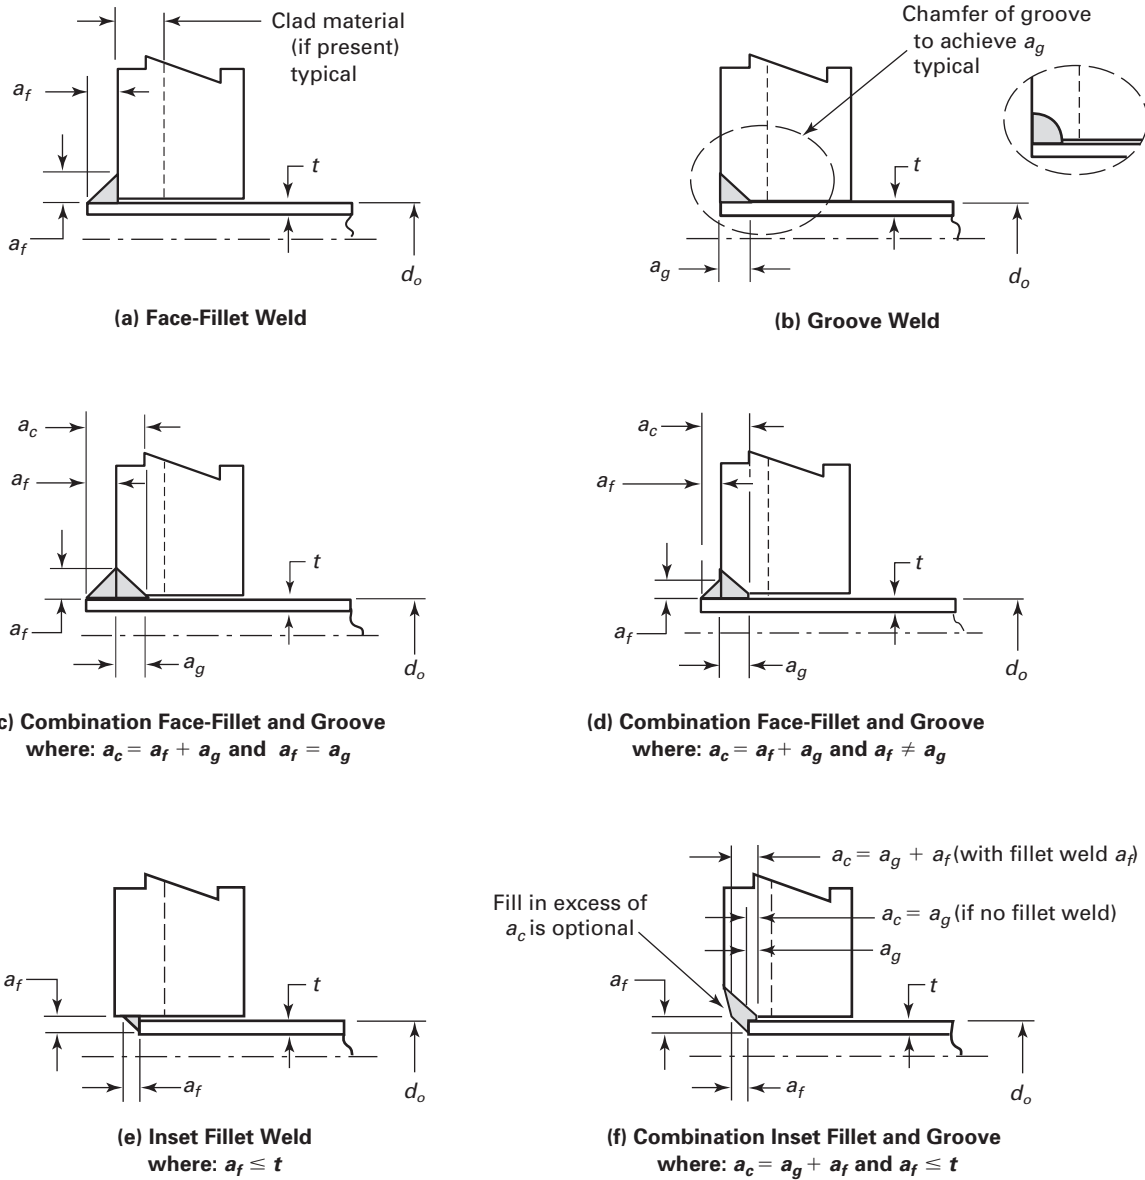 Clad material
(if present)
typical
a_f
t
a_f
d_o
(a) Face-Fillet Weld
Chamfer of groove
to achieve a_g
typical
t
a_g
d_o
(b) Groove Weld
a_c
a_f
t
a_f
a_g
d_o
c) Combination Face-Fillet and Groove
where: a_c = a_f + a_g and a_f = a_g
a_c
a_f
t
a_f
a_g
d_o
(d) Combination Face-Fillet and Groove
where: a_c = a_f + a_g and a_f ≠ a_g
a_f
t
a_f
d_o
(e) Inset Fillet Weld
where: a_f ≤ t
a_c = a_g + a_f (with fillet weld a_f)
Fill in excess of
a_c is optional
a_c = a_g (if no fillet weld)
a_g
a_f
t
a_f
d_o
(f) Combination Inset Fillet and Groove
where: a_c = a_g + a_f and a_f ≤ t